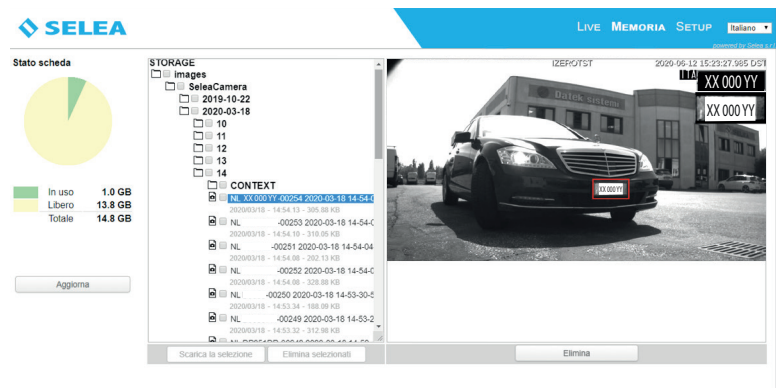 SELEA
LIVE MEMORIA SETUP Italiano
powered by Selea s.r.l
Stato scheda
In uso 1.0 GB
Libero 13.8 GB
Totale 14.8 GB
Aggiorna
STORAGE
images
SeleaCamera
2019-10-22
2020-03-18
10
11
12
13
14
CONTEXT
NL XX 000 YY-00254 2020-03-18 14-54-
2020/03/18 - 14:54.13 - 305.88 KB
NL -00253 2020-03-18 14-54-
2020/03/18 - 14:54.10 - 310.05 KB
NL -00251 2020-03-18 14-54-04
2020/03/18 - 14:54.08 - 202.13 KB
NL -00252 2020-03-18 14-54-
2020/03/18 - 14:54.08 - 328.88 KB
NL -00250 2020-03-18 14-53-30-5
2020/03/18 - 14:53.34 - 188.09 KB
NL -00249 2020-03-18 14-53-2
2020/03/18 - 14:53.32 - 312.98 KB
Scarica la selezione Elimina selezionati
IZEROTST 2020-06-12 15:23:27.985 DST
ITA
XX 000 YY
XX 000 YY
Datek sistemi
XX 000 YY
Elimina